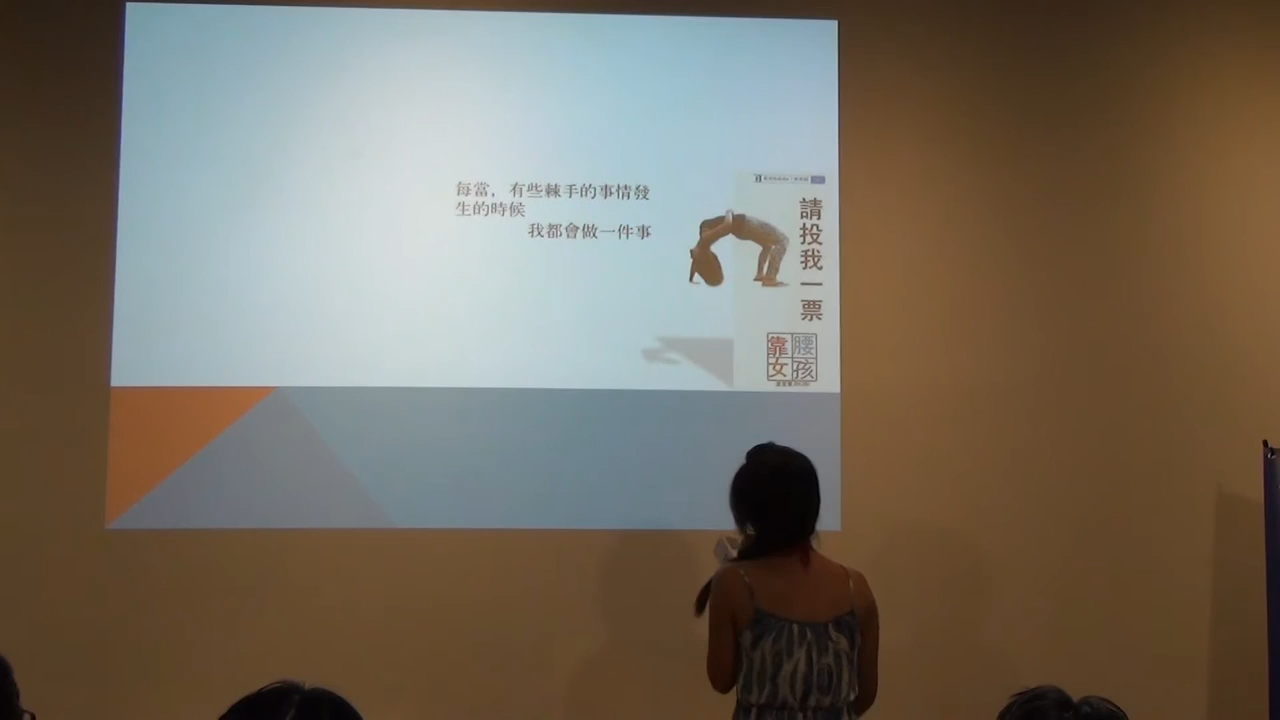 每當，有些棘手的事情發
生的時候
我都會做一件事
請投我一票
靠腰
女孩